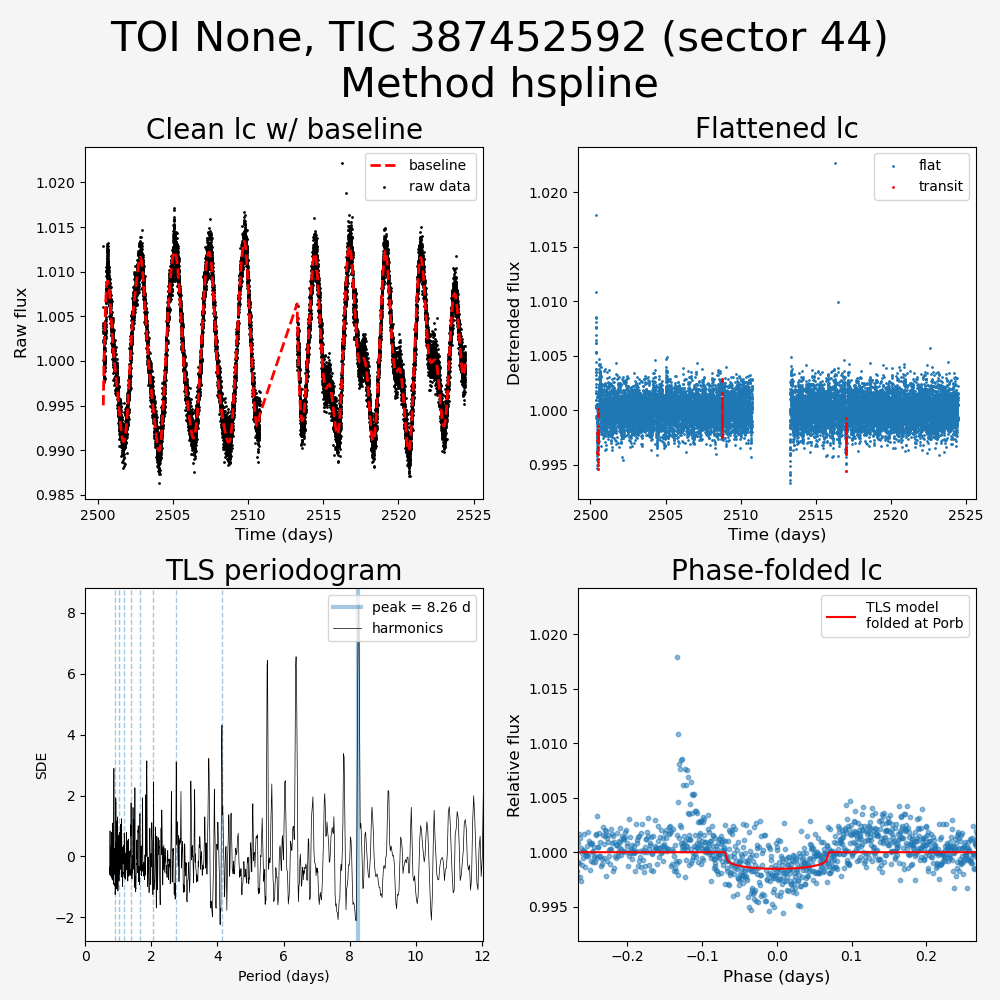 TOI None, TIC 387452592 (sector 44)
Method hspline
Clean lc w/ baseline
Flattened lc
baseline
raw data
flat
transit
Raw flux
1.020
1.015
1.010
1.005
1.000
0.995
0.990
0.985
2500
2505
2510
2515
2520
2525
Time (days)
Detrended flux
1.020
1.015
1.010
1.005
1.000
0.995
2500
2505
2510
2515
2520
2525
Time (days)
TLS periodogram
Phase-folded lc
peak = 8.26 d
harmonics
SDE
8
6
4
2
0
−2
0
2
4
6
8
10
12
Period (days)
TLS model
folded at Porb
Relative flux
1.020
1.015
1.010
1.005
1.000
0.995
−0.2
−0.1
0.0
0.1
0.2
Phase (days)